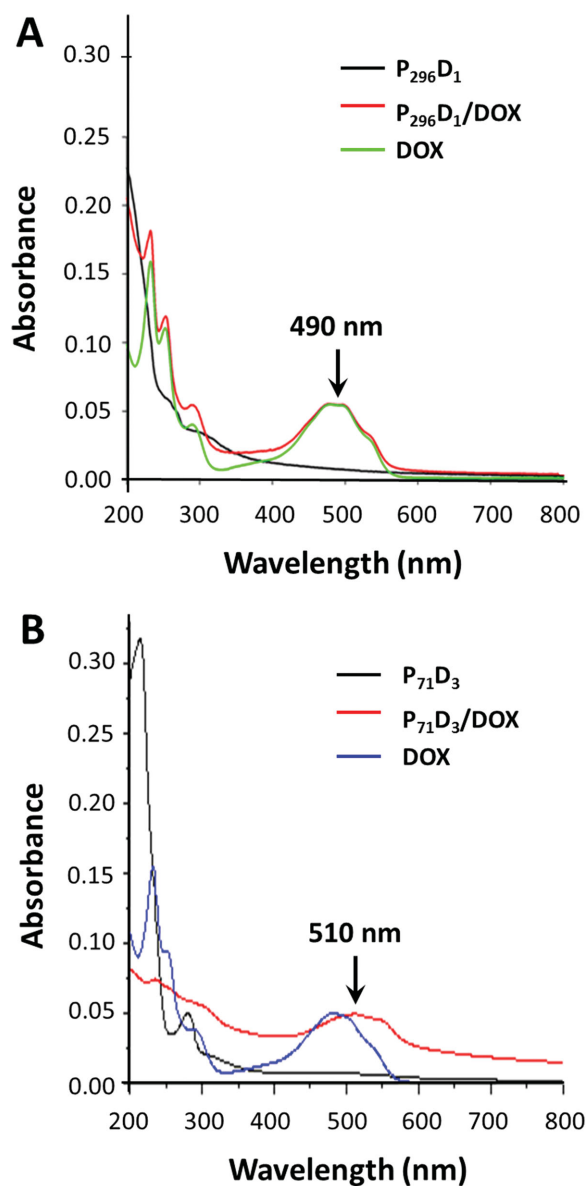 A
0.30
0.25
0.20
0.15
0.10
0.05
0.00
Absorbance
P₂₉₆D₁
P₂₉₆D₁/DOX
DOX
490 nm
200 300 400 500 600 700 800
Wavelength (nm)
B
0.30
0.25
0.20
0.15
0.10
0.05
0.00
Absorbance
P₇₁D₃
P₇₁D₃/DOX
DOX
510 nm
200 300 400 500 600 700 800
Wavelength (nm)